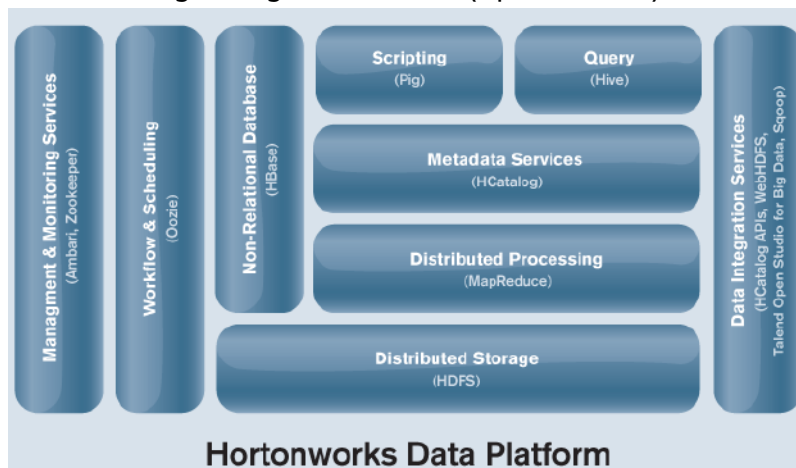 Managment & Monitoring Services
(Ambari, Zookeeper)
Workflow & Scheduling
(Oozie)
Non-Relational Database
(HBase)
Scripting
(Pig)
Query
(Hive)
Metadata Services
(HCatalog)
Distributed Processing
(MapReduce)
Distributed Storage
(HDFS)
Data Integration Services
(HCatalog APIs, WebHDFS,
Talend Open Studio for Big Data, Sqoop)
Hortonworks Data Platform